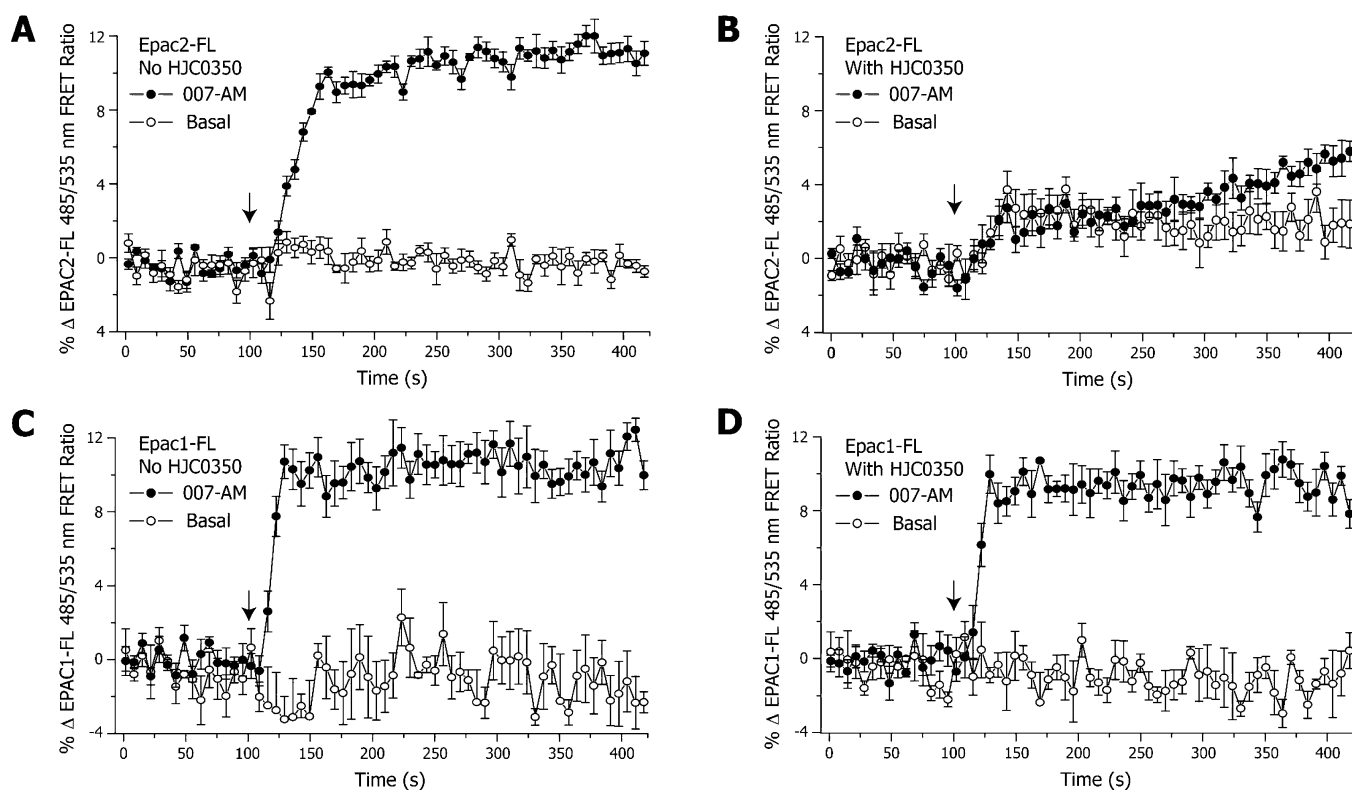 A
% Δ EPAC2-FL 485/535 nm FRET Ratio
12
8
4
0
4
Epac2-FL
No HJC0350
007-AM
Basal
0 50 100 150 200 250 300 350 400
Time (s)
B
% Δ EPAC2-FL 485/535 nm FRET Ratio
12
8
4
0
4
Epac2-FL
With HJC0350
007-AM
Basal
0 50 100 150 200 250 300 350 400
Time (s)
C
% Δ EPAC1-FL 485/535 nm FRET Ratio
12
8
4
0
-4
Epac1-FL
No HJC0350
007-AM
Basal
0 50 100 150 200 250 300 350 400
Time (s)
D
% Δ EPAC1-FL 485/535 nm FRET Ratio
12
8
4
0
-4
Epac1-FL
With HJC0350
007-AM
Basal
0 50 100 150 200 250 300 350 400
Time (s)